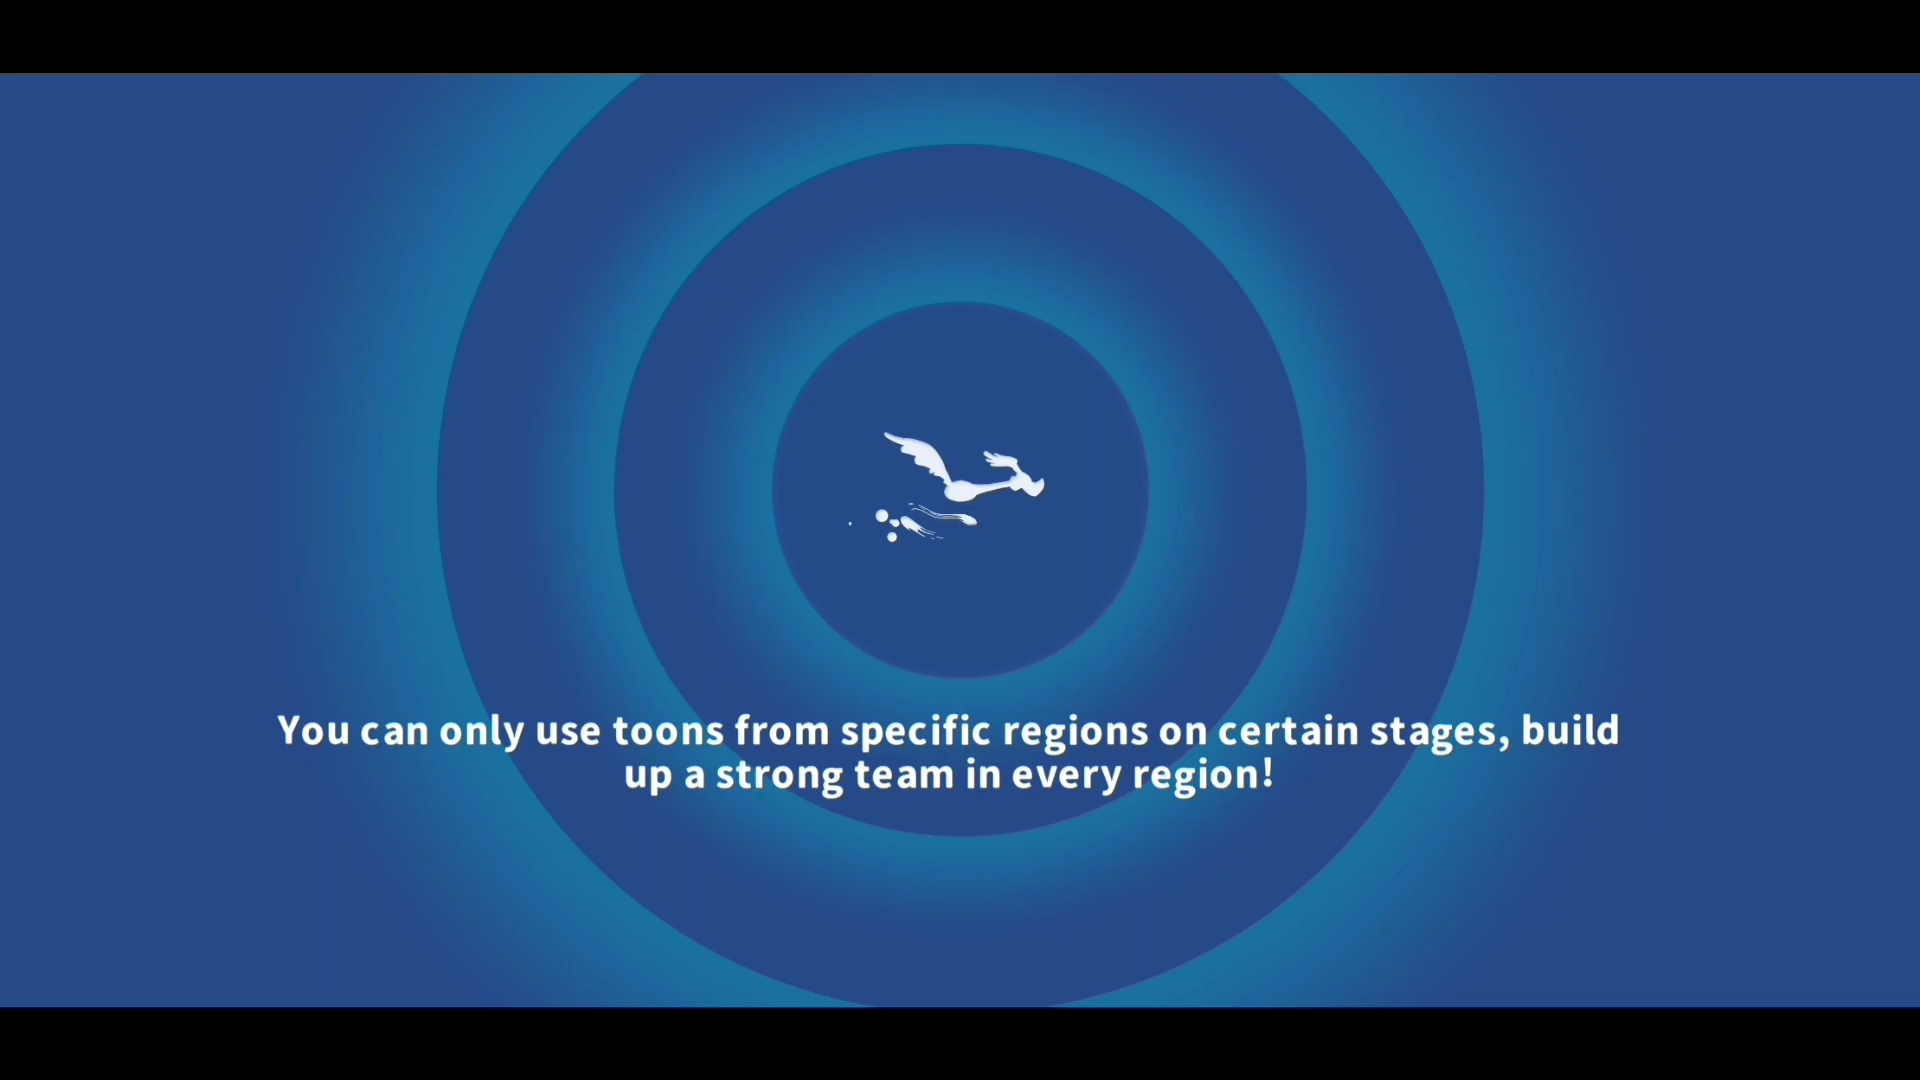 You can only use toons from specific regions on certain stages, build
up a strong team in every region!